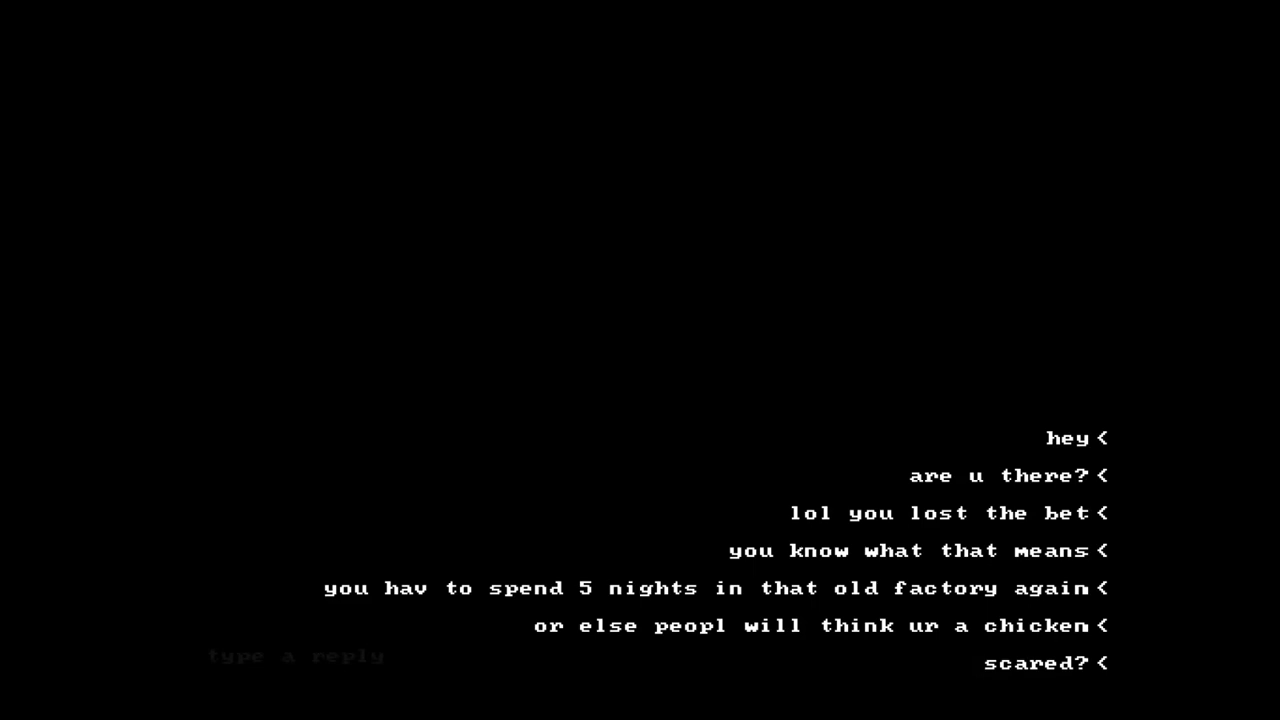 hey <
are u there? <
lol you lost the bet <
you know what that means <
you hav to spend 5 nights in that old factory again <
or else peopl will think ur a chicken <
type a reply
scared? <